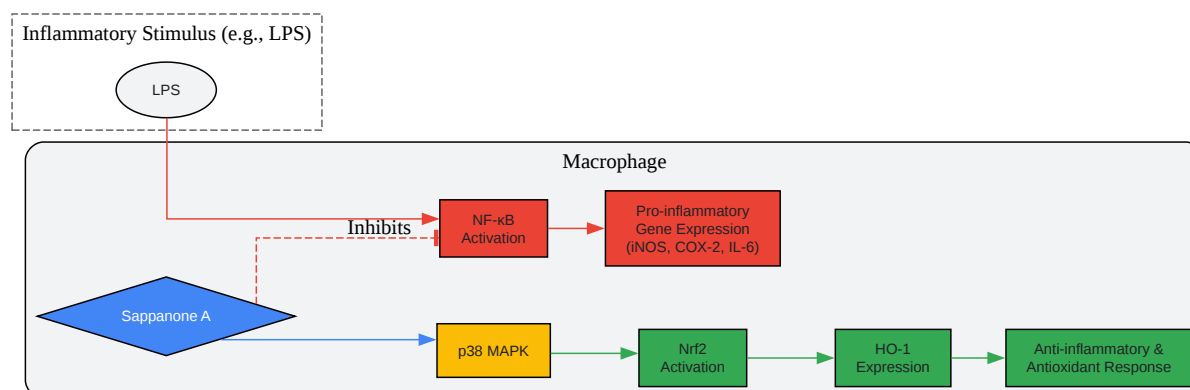 Inflammatory Stimulus (e.g., LPS)
LPS
Macrophage
NF-κB
Activation
Pro-inflammatory
Gene Expression
(iNOS, COX-2, IL-6)
Inhibits
Sappanone A
p38 MAPK
Nrf2
Activation
HO-1
Expression
Anti-inflammatory &
Antioxidant Response